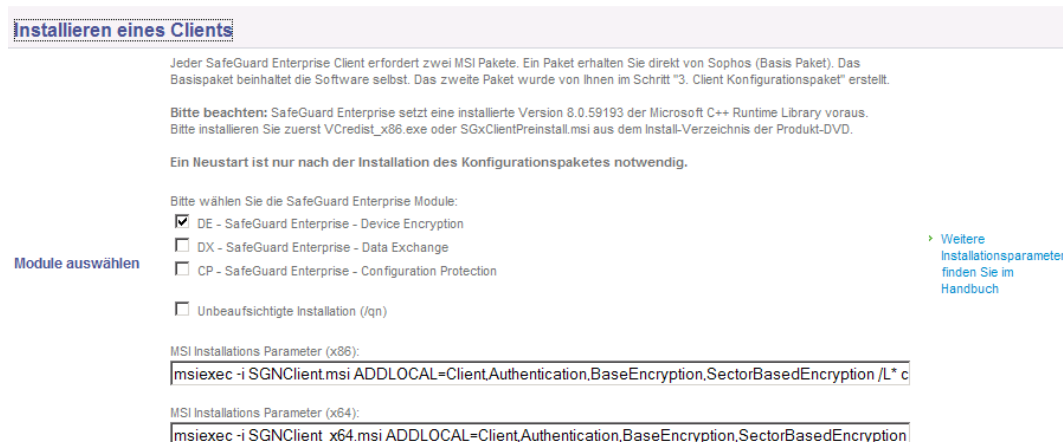 Installieren eines Clients
Jeder SafeGuard Enterprise Client erfordert zwei MSI Pakete. Ein Paket erhalten Sie direkt von Sophos (Basis Paket). Das
Basispaket beinhaltet die Software selbst. Das zweite Paket wurde von Ihnen im Schritt "3. Client Konfigurationspaket" erstellt.
Bitte beachten: SafeGuard Enterprise setzt eine installierte Version 8.0.59193 der Microsoft C++ Runtime Library voraus.
Bitte installieren Sie zuerst VCredist_x86.exe oder SGxClientPreinstall.msi aus dem Install-Verzeichnis der Produkt-DVD.
Ein Neustart ist nur nach der Installation des Konfigurationspaketes notwendig.
Module auswählen
Bitte wählen Sie die SafeGuard Enterprise Module:
DE - SafeGuard Enterprise - Device Encryption
DX - SafeGuard Enterprise - Data Exchange
CP - SafeGuard Enterprise - Configuration Protection
Unbeaufsichtigte Installation (/qn)
MSI Installations Parameter (x86):
msiexec -i SGNClient.msi ADDLOCAL=Client,Authentication,BaseEncryption,SectorBasedEncryption /L* c
MSI Installations Parameter (x64):
msiexec -i SGNClient_x64.msi ADDLOCAL=Client,Authentication,BaseEncryption,SectorBasedEncryption
Weitere
Installationsparameter
finden Sie im
Handbuch